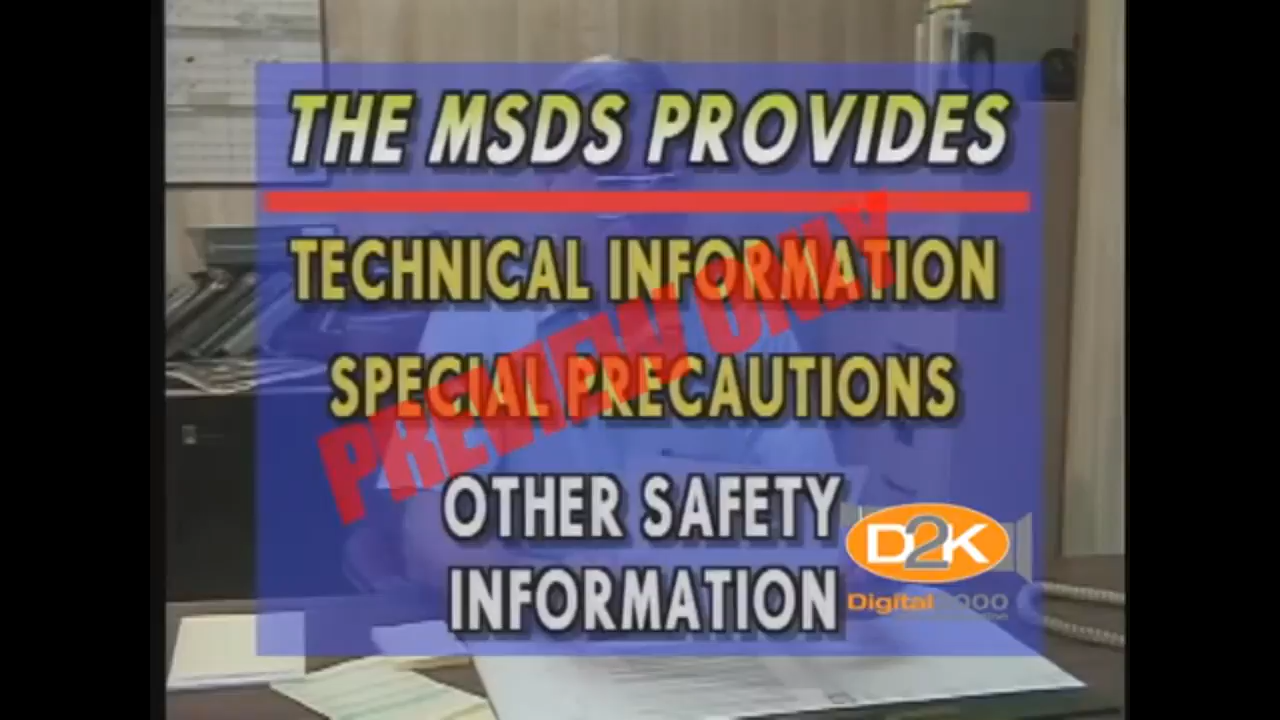 THE MSDS PROVIDES
TECHNICAL INFORMATION
SPECIAL PRECAUTIONS
PREVIEW ONLY
OTHER SAFETY
INFORMATION
D2K
Digital2000